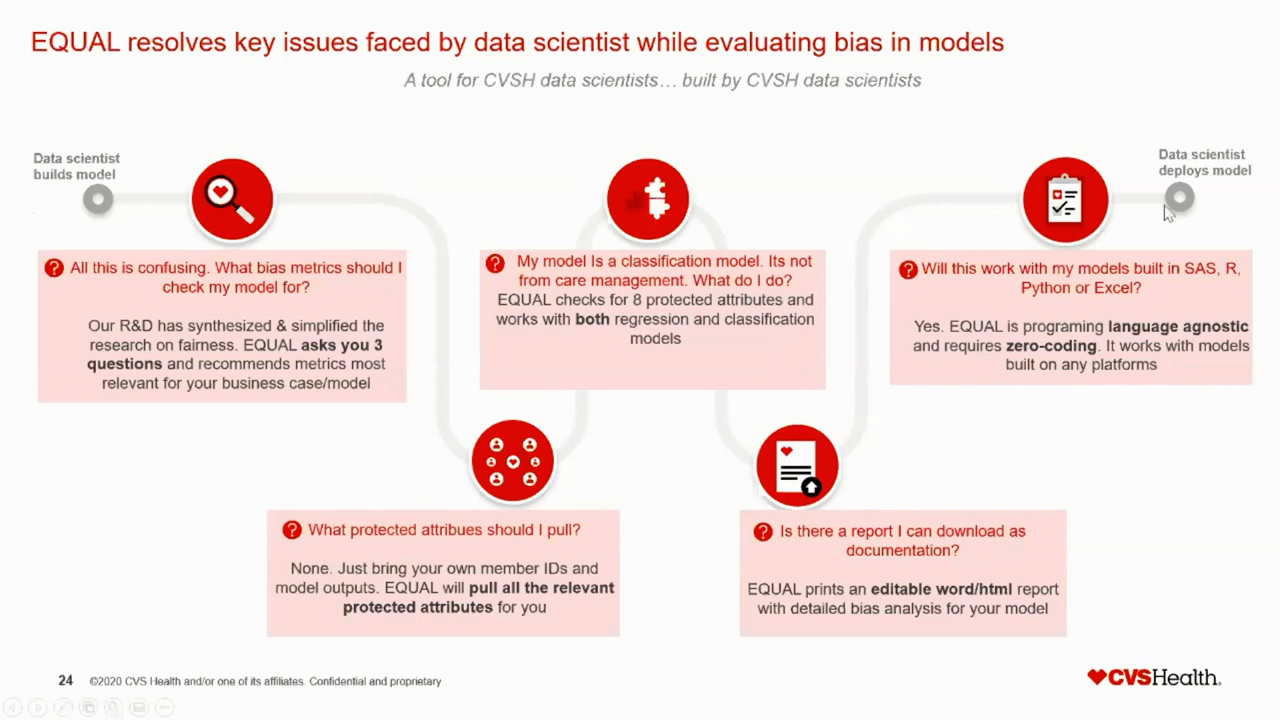 EQUAL resolves key issues faced by data scientist while evaluating bias in models
A tool for CVSH data scientists… built by CVSH data scientists
Data scientist
builds model
Data scientist
deploys model
All this is confusing. What bias metrics should I
check my model for?
Our R&D has synthesized & simplified the
research on fairness. EQUAL asks you 3
questions and recommends metrics most
relevant for your business case/model
What protected attribues should I pull?
None. Just bring your own member IDs and
model outputs. EQUAL will pull all the relevant
protected attributes for you
My model Is a classification model. Its not
from care management. What do I do?
EQUAL checks for 8 protected attributes and
works with both regression and classification
models
Is there a report I can download as
documentation?
EQUAL prints an editable word/html report
with detailed bias analysis for your model
Will this work with my models built in SAS, R,
Python or Excel?
Yes. EQUAL is programing language agnostic
and requires zero-coding. It works with models
built on any platforms
24 ©2020 CVS Health and/or one of its affiliates. Confidential and proprietary
CVSHealth.